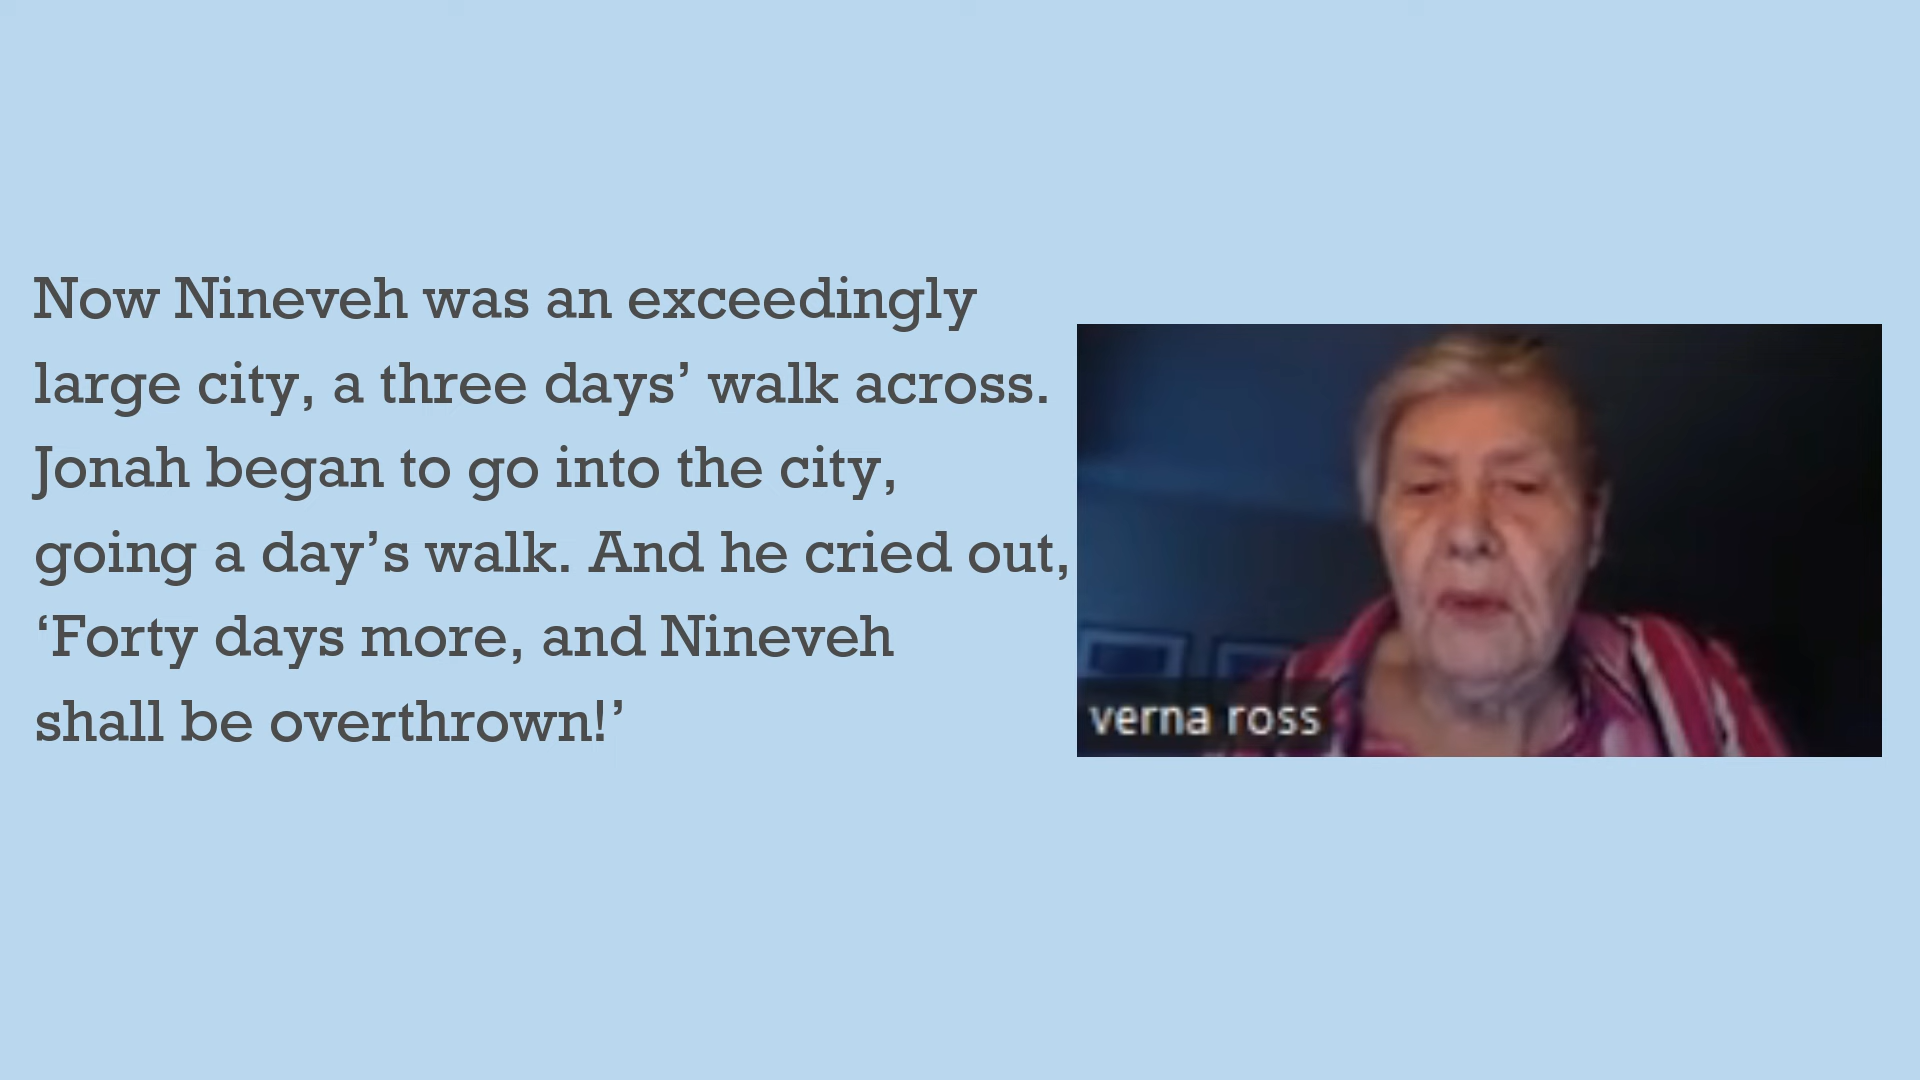 Now Nineveh was an exceedingly
large city, a three days’ walk across.
Jonah began to go into the city,
going a day’s walk. And he cried out,
‘Forty days more, and Nineveh
shall be overthrown!’
verna ross